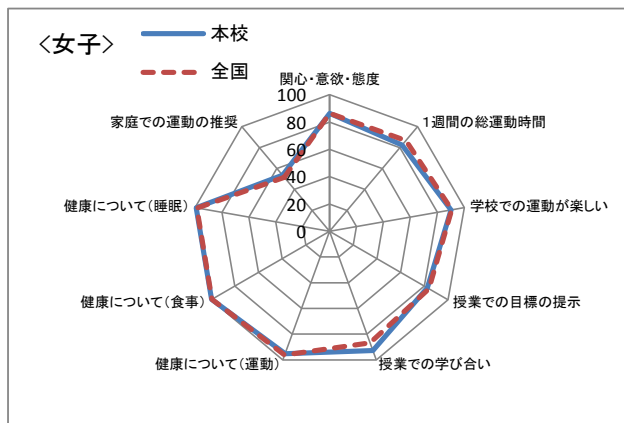 <女子>
本校
全国
関心・意欲・態度
1週間の総運動時間
学校での運動が楽しい
授業での目標の提示
授業での学び合い
健康について(運動)
健康について(食事)
健康について(睡眠)
家庭での運動の推奨
100
80
60
40
20
0